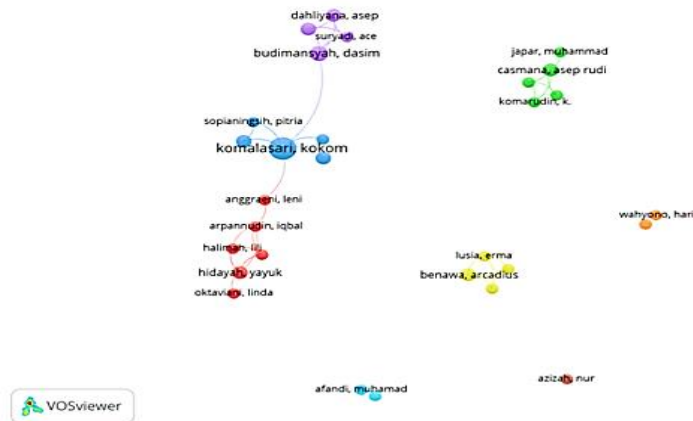 dahliyana, asep
suryadi, ace
budimansyah, dasim
japar, muhammad
casmana, asep rudi
komarudin, k.
sopianingsih, pitria
komalasari, kokom
anggraeni, leni
arpannudin, iqbal
halimah, lili
hidayah, yayuk
oktaviani, linda
wahyono, hari
lusia, erma
benawa, arcadius
afandi, muhamad
azizah, nur
VOSviewer